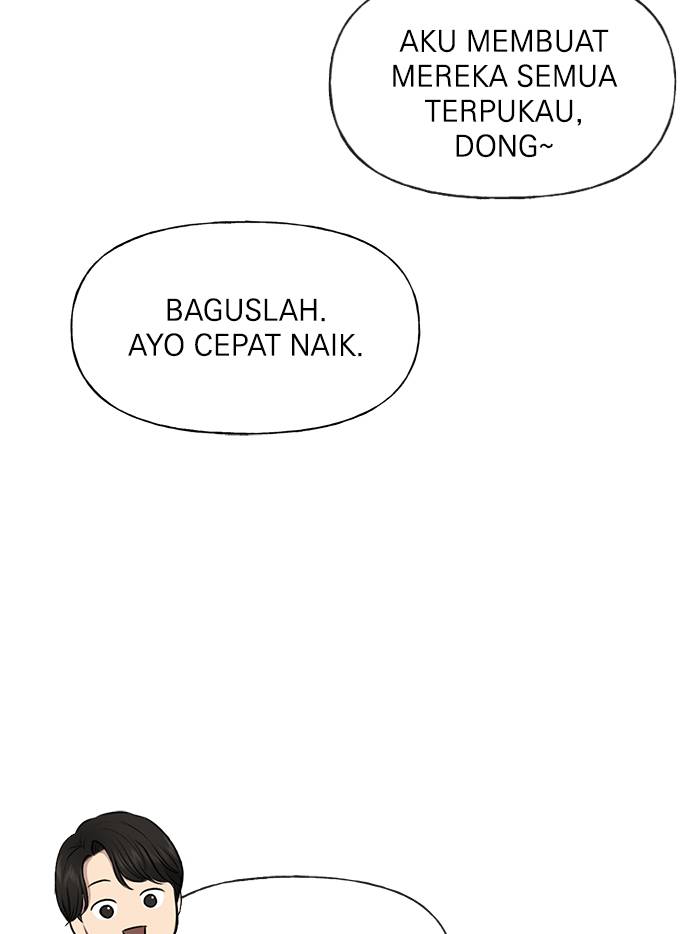 AKU MEMBUAT
MEREKA SEMUA
TERPUKAU,
DONG~
BAGUSLAH.
AYO CEPAT NAIK.